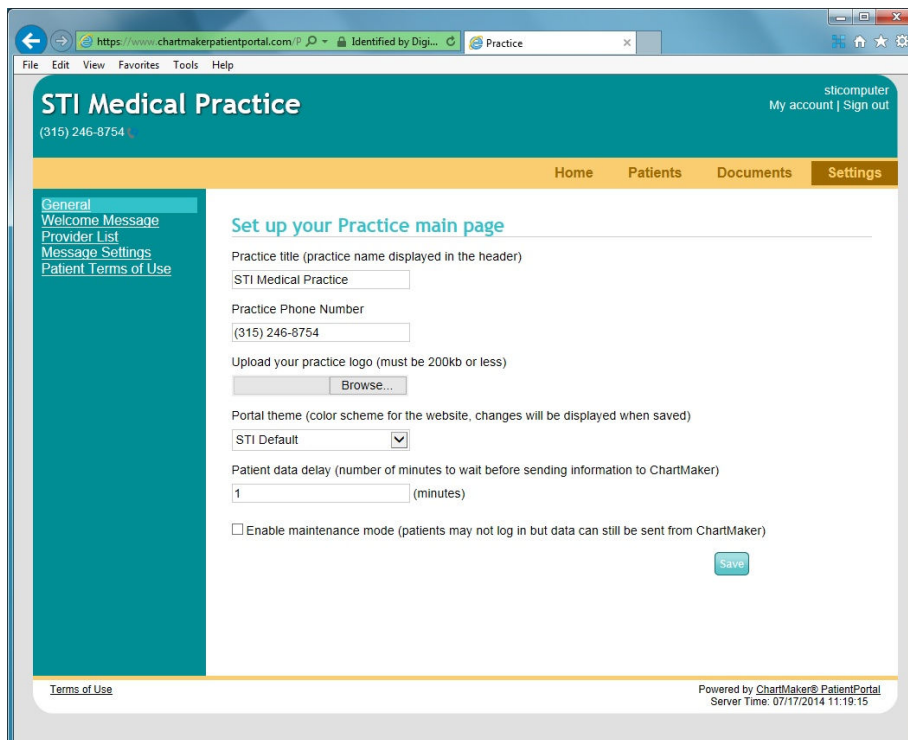 https://www.chartmakerpatientportal.com/P
Identified by Digi...
Practice
File Edit View Favorites Tools Help
STI Medical Practice
(315) 246-8754
sticomputer
My account | Sign out
Home Patients Documents Settings
General
Welcome Message
Provider List
Message Settings
Patient Terms of Use
Set up your Practice main page
Practice title (practice name displayed in the header)
STI Medical Practice
Practice Phone Number
(315) 246-8754
Upload your practice logo (must be 200kb or less)
Browse...
Portal theme (color scheme for the website, changes will be displayed when saved)
STI Default
Patient data delay (number of minutes to wait before sending information to ChartMaker)
1 (minutes)
Enable maintenance mode (patients may not log in but data can still be sent from ChartMaker)
Save
Terms of Use
Powered by ChartMaker® PatientPortal
Server Time: 07/17/2014 11:19:15